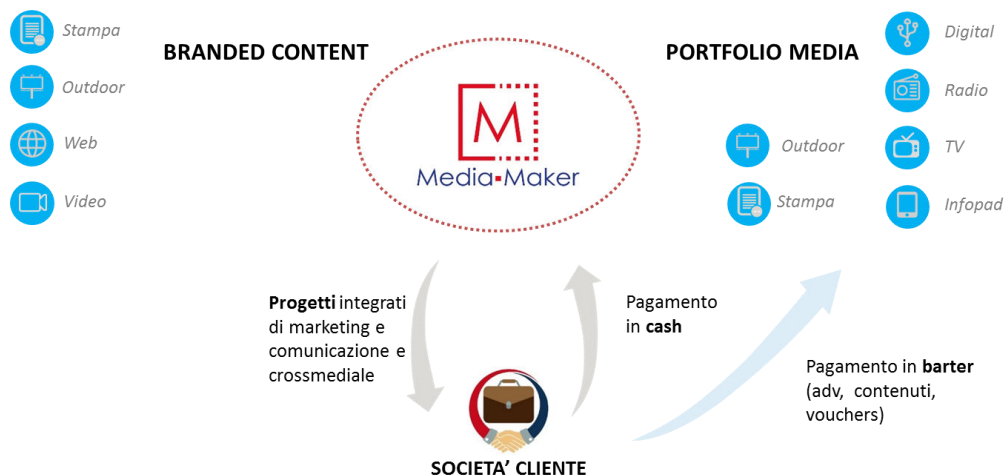 Stampa
Outdoor
Web
Video
BRANDED CONTENT
M
Media Maker
PORTFOLIO MEDIA
Digital
Radio
Outdoor
TV
Stampa
Infopad
Progetti integrati
di marketing e
comunicazione e
crossmediale
Pagamento
in cash
Pagamento in barter
(adv, contenuti,
vouchers)
SOCIETA’ CLIENTE